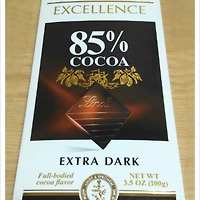 EXCELLENCE
85%
COCOA
Lindt
EXTRA DARK
Full-bodied
cocoa flavor
NET WT
3.5 OZ (100g)